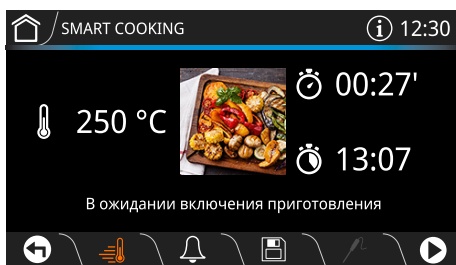 SMART COOKING
12:30
250 °C
00:27'
13:07
В ожидании включения приготовления